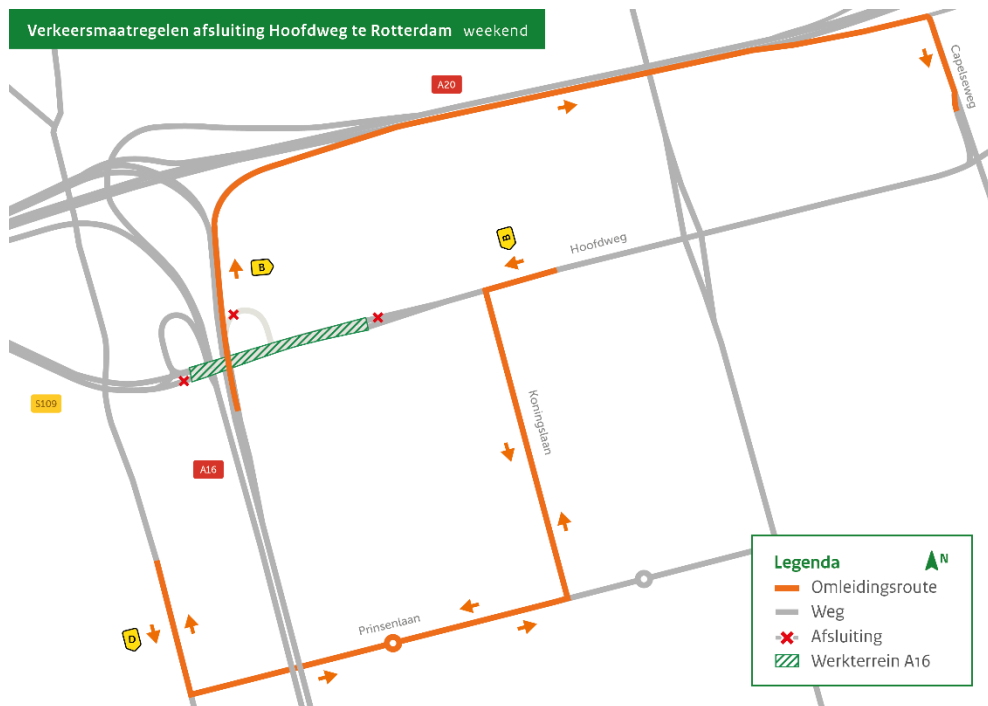 Verkeersmaatregelen afsluiting Hoofdweg te Rotterdam weekend
A20
Capelseweg
B
Hoofdweg
B
S109
Koningslaan
A16
D
Prinsenlaan
Legenda
N
Omleidingsroute
Weg
Afsluiting
Werkterrein A16